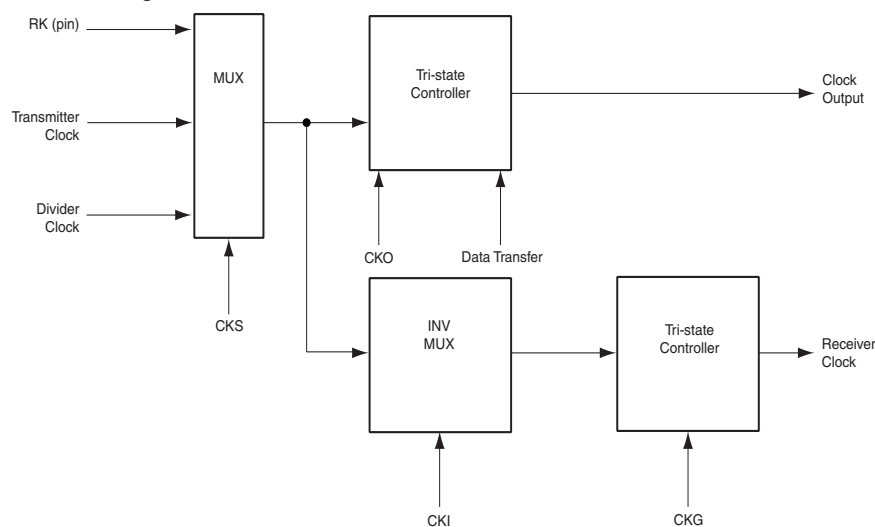 RK (pin)
MUX
Tri-state
Controller
Clock
Output
Transmitter
Clock
Divider
Clock
CKO
Data Transfer
CKS
INV
MUX
Tri-state
Controller
Receiver
Clock
CKI
CKG